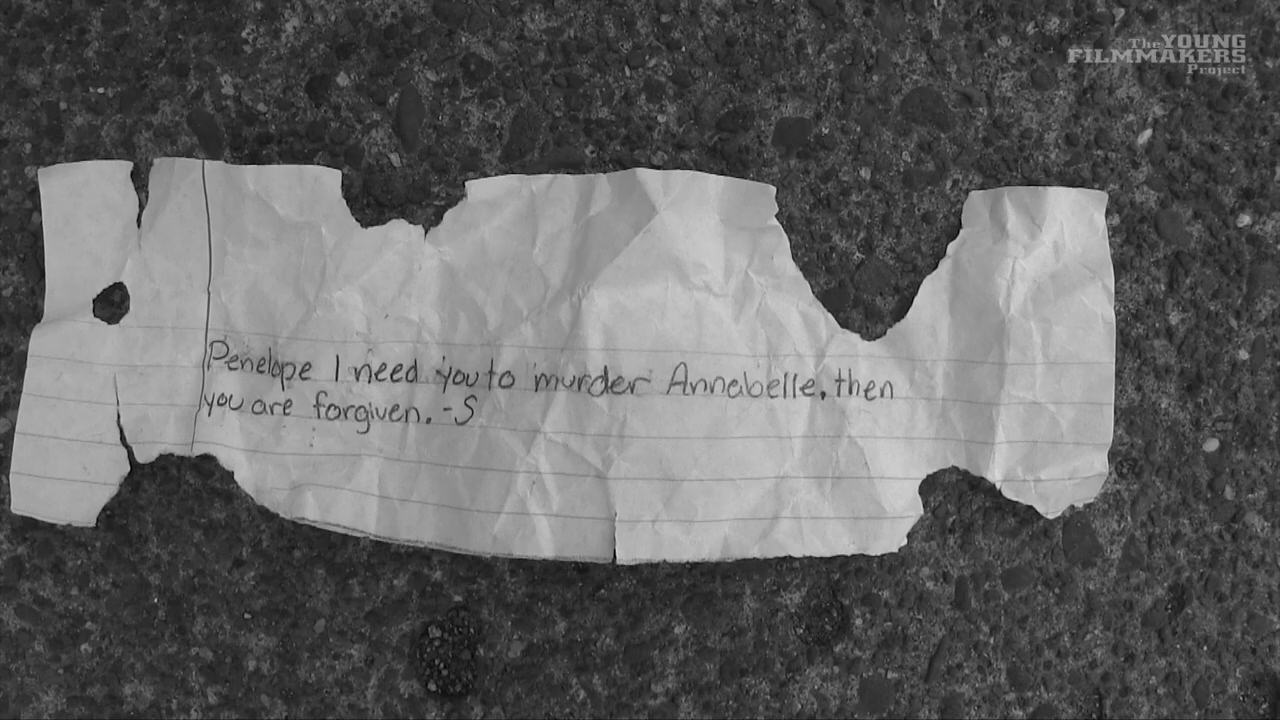 The YOUNG
FILMMAKERS
Project
Penelope I need you to murder Annabelle, then
you are forgiven. -S